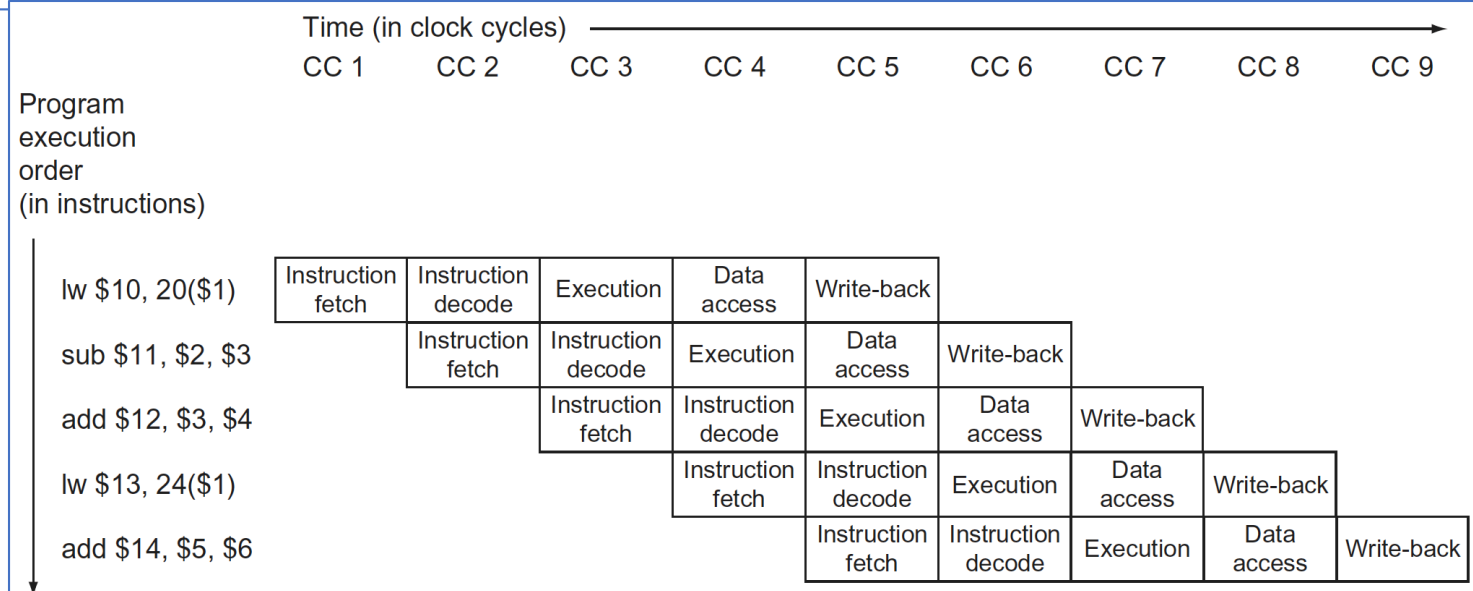 Time (in clock cycles)
CC 1 CC 2 CC 3 CC 4 CC 5 CC 6 CC 7 CC 8 CC 9
Program
execution
order
(in instructions)
lw $10, 20($1)
Instruction
fetch
Instruction
decode
Execution
Data
access
Write-back
sub $11, $2, $3
Instruction
fetch
Instruction
decode
Execution
Data
access
Write-back
add $12, $3, $4
Instruction
fetch
Instruction
decode
Execution
Data
access
Write-back
lw $13, 24($1)
Instruction
fetch
Instruction
decode
Execution
Data
access
Write-back
add $14, $5, $6
Instruction
fetch
Instruction
decode
Execution
Data
access
Write-back